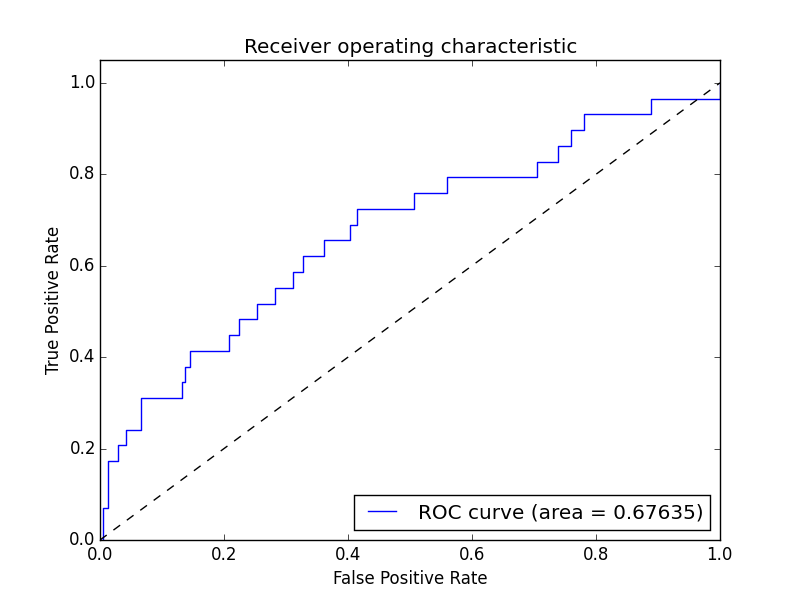 Receiver operating characteristic
1.0
0.8
0.6
0.4
0.2
0.0
True Positive Rate
ROC curve (area = 0.67635)
0.0 0.2 0.4 0.6 0.8 1.0
False Positive Rate